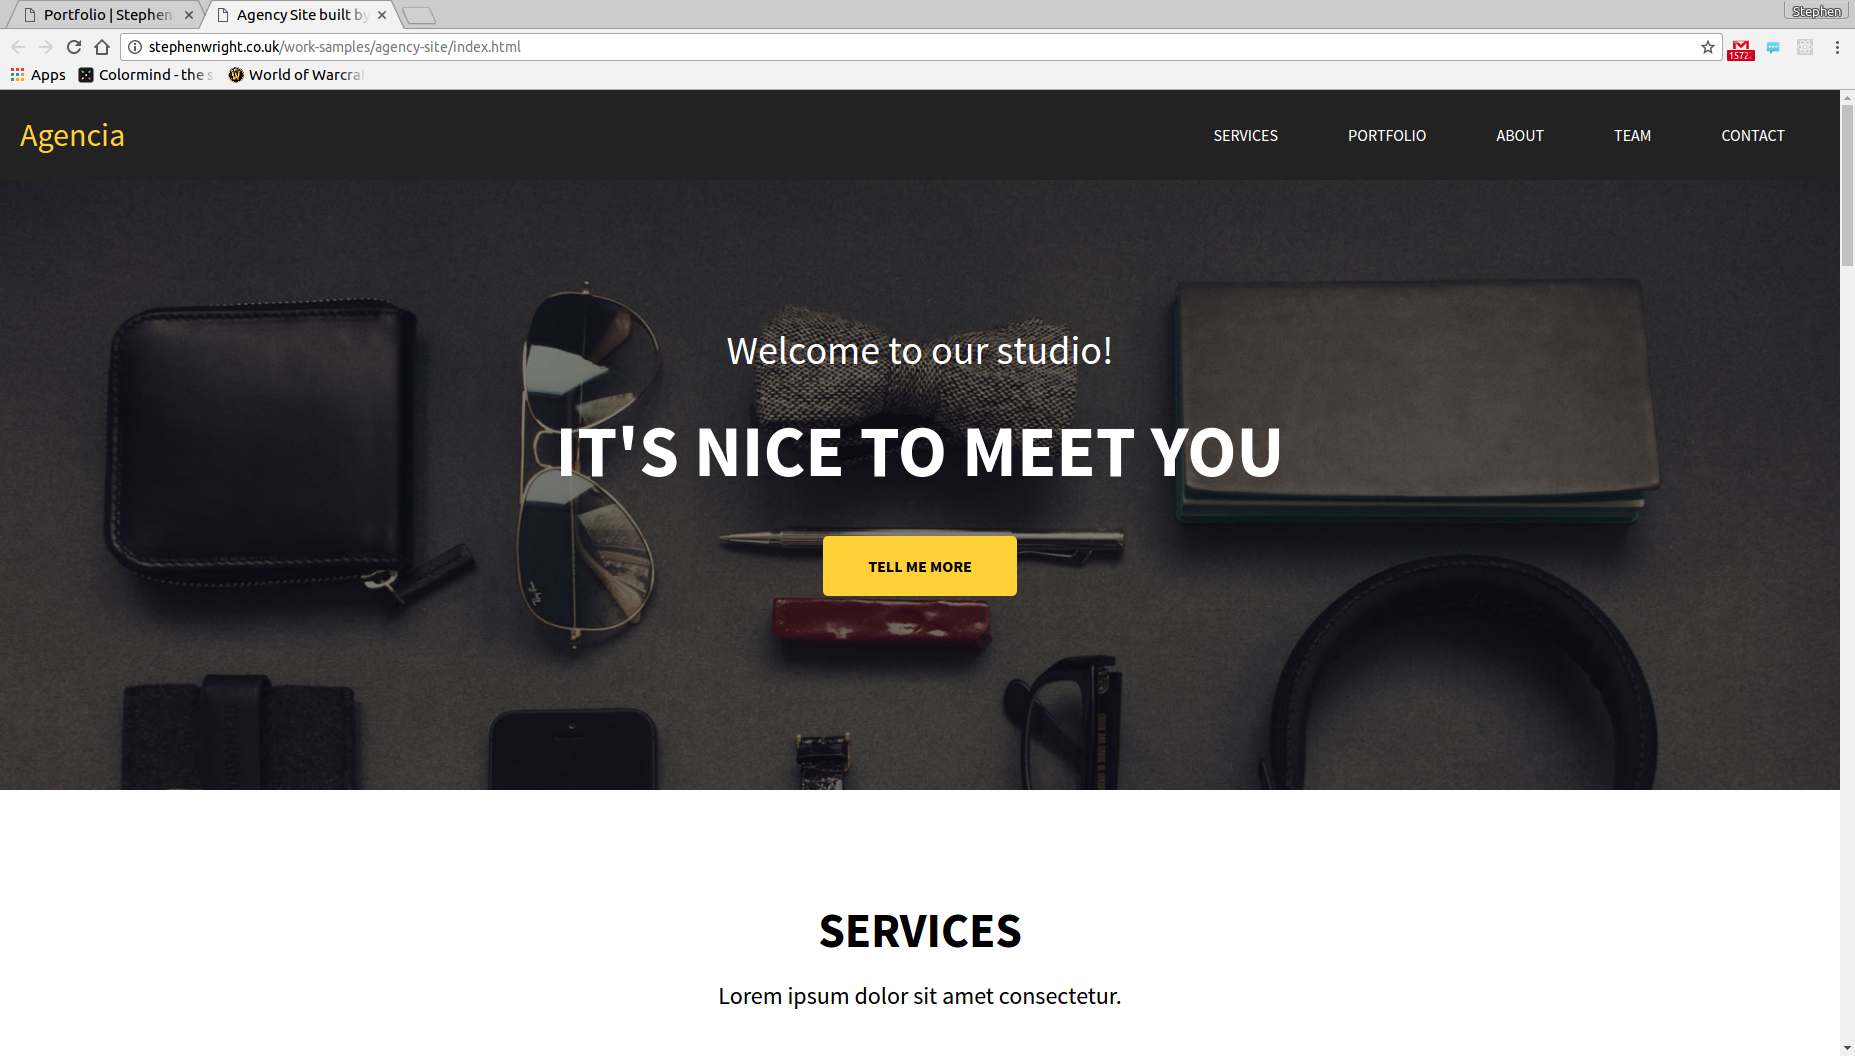 Portfolio | Stephen
Agency Site built by
Stephen
stephenwright.co.uk/work-samples/agency-site/index.html
Apps
Colormind - the s
World of Warcraf
Agencia
SERVICES
PORTFOLIO
ABOUT
TEAM
CONTACT
Welcome to our studio!
IT'S NICE TO MEET YOU
TELL ME MORE
SERVICES
Lorem ipsum dolor sit amet consectetur.